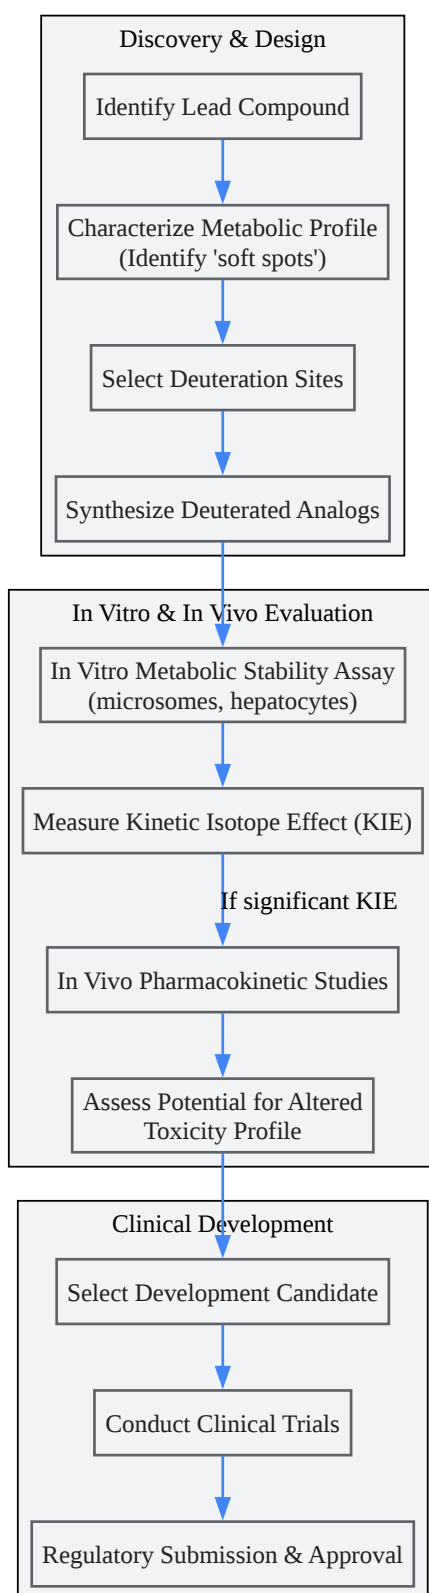 Discovery & Design
Identify Lead Compound
Characterize Metabolic Profile
(Identify 'soft spots')
Select Deuteration Sites
Synthesize Deuterated Analogs
In Vitro & In Vivo Evaluation
In Vitro Metabolic Stability Assay
(microsomes, hepatocytes)
Measure Kinetic Isotope Effect (KIE)
If significant KIE
In Vivo Pharmacokinetic Studies
Assess Potential for Altered
Toxicity Profile
Clinical Development
Select Development Candidate
Conduct Clinical Trials
Regulatory Submission & Approval